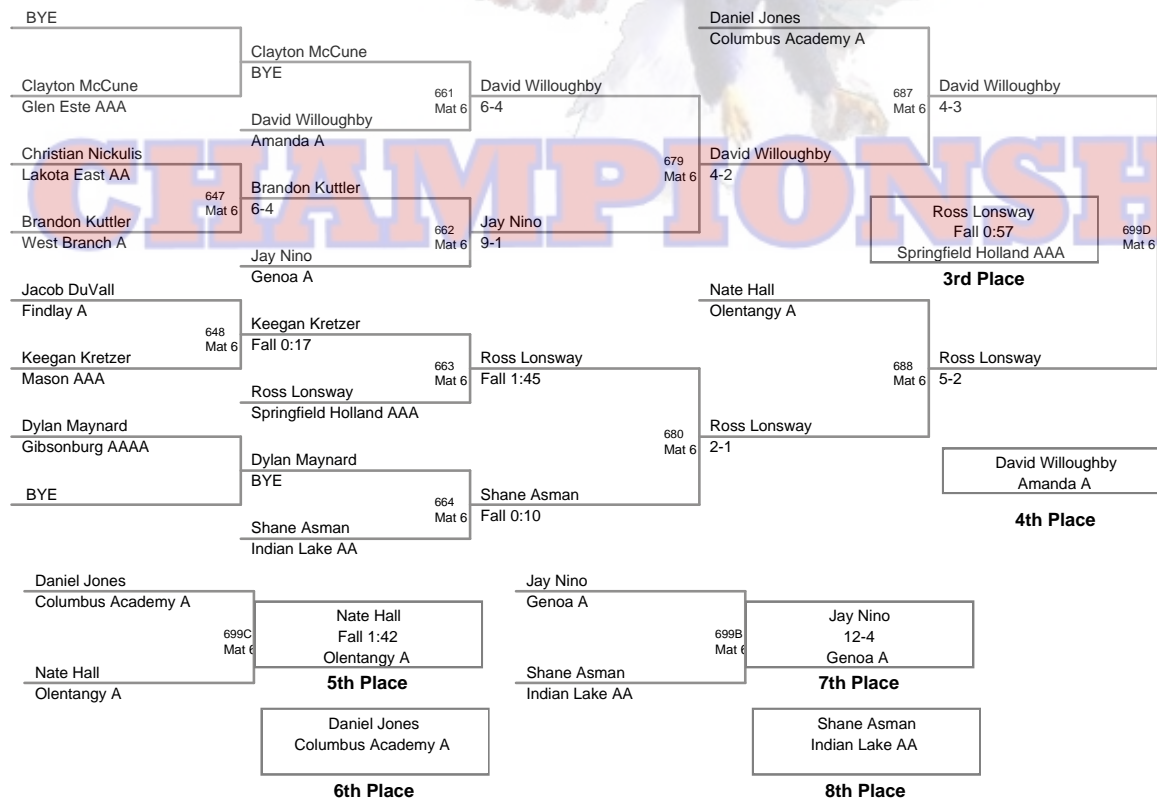 BYE
Clayton McCune
Glen Este AAA
Christian Nickulis
Lakota East AA
Brandon Kuttler
West Branch A
Jacob DuVall
Findlay A
Keegan Kretzer
Mason AAA
Dylan Maynard
Gibsonburg AAAA
BYE
647
Mat 6
648
Mat 6
Clayton McCune
BYE
David Willoughby
Amanda A
Brandon Kuttler
6-4
Jay Nino
Genoa A
Keegan Kretzer
Fall 0:17
Ross Lonsway
Springfield Holland AAA
Dylan Maynard
BYE
Shane Asman
Indian Lake AA
661
Mat 6
662
Mat 6
663
Mat 6
664
Mat 6
David Willoughby
6-4
Jay Nino
9-1
Ross Lonsway
Fall 1:45
Shane Asman
Fall 0:10
679
Mat 6
680
Mat 6
Daniel Jones
Columbus Academy A
David Willoughby
4-2
Nate Hall
Olentangy A
Ross Lonsway
2-1
687
Mat 6
688
Mat 6
David Willoughby
4-3
Ross Lonsway
5-2
699D
Mat 6
Ross Lonsway
Fall 0:57
Springfield Holland AAA
3rd Place
David Willoughby
Amanda A
4th Place
CHAMPIONSH
Daniel Jones
Columbus Academy A
Nate Hall
Olentangy A
699C
Mat 6
Nate Hall
Fall 1:42
Olentangy A
5th Place
Daniel Jones
Columbus Academy A
6th Place
Jay Nino
Genoa A
Shane Asman
Indian Lake AA
699B
Mat 6
Jay Nino
12-4
Genoa A
7th Place
Shane Asman
Indian Lake AA
8th Place